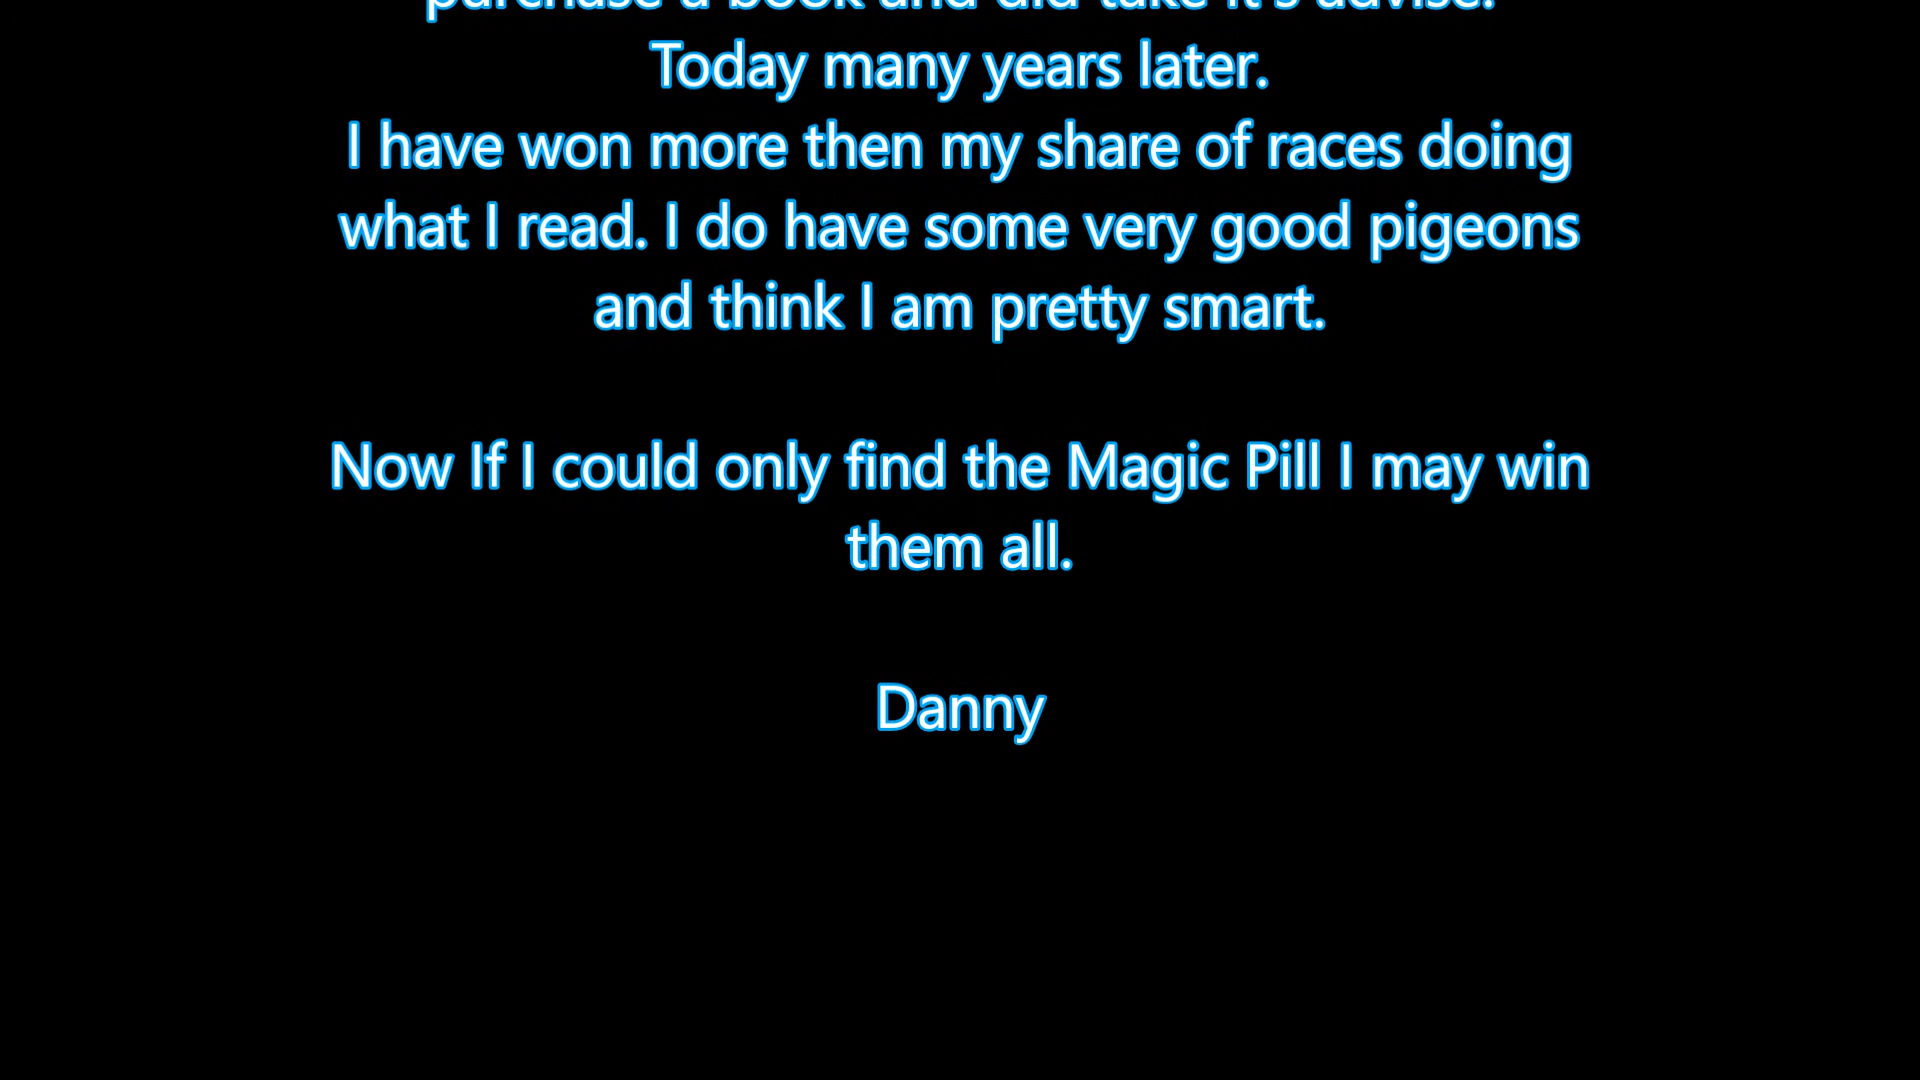 purchase a book and did take it's advise.
Today many years later.
I have won more then my share of races doing
what I read. I do have some very good pigeons
and think I am pretty smart.
Now If I could only find the Magic Pill I may win
them all.
Danny